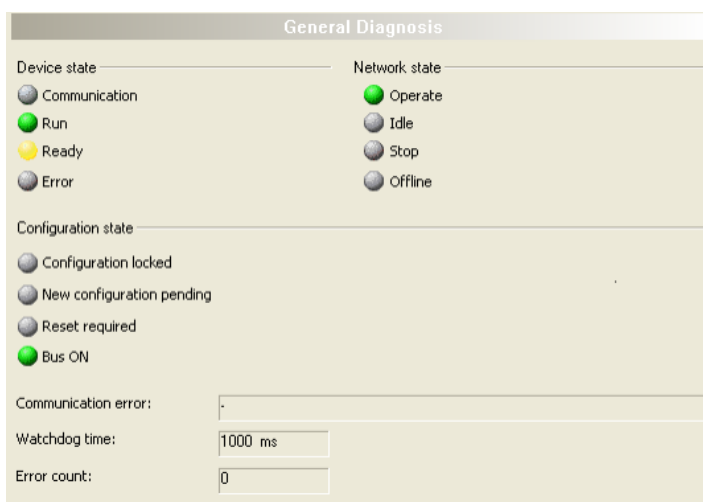 General Diagnosis
Device state
Network state
Communication
Operate
Run
Idle
Ready
Stop
Error
Offline
Configuration state
Configuration locked
New configuration pending
Reset required
Bus ON
Communication error: -
Watchdog time: 1000 ms
Error count: 0